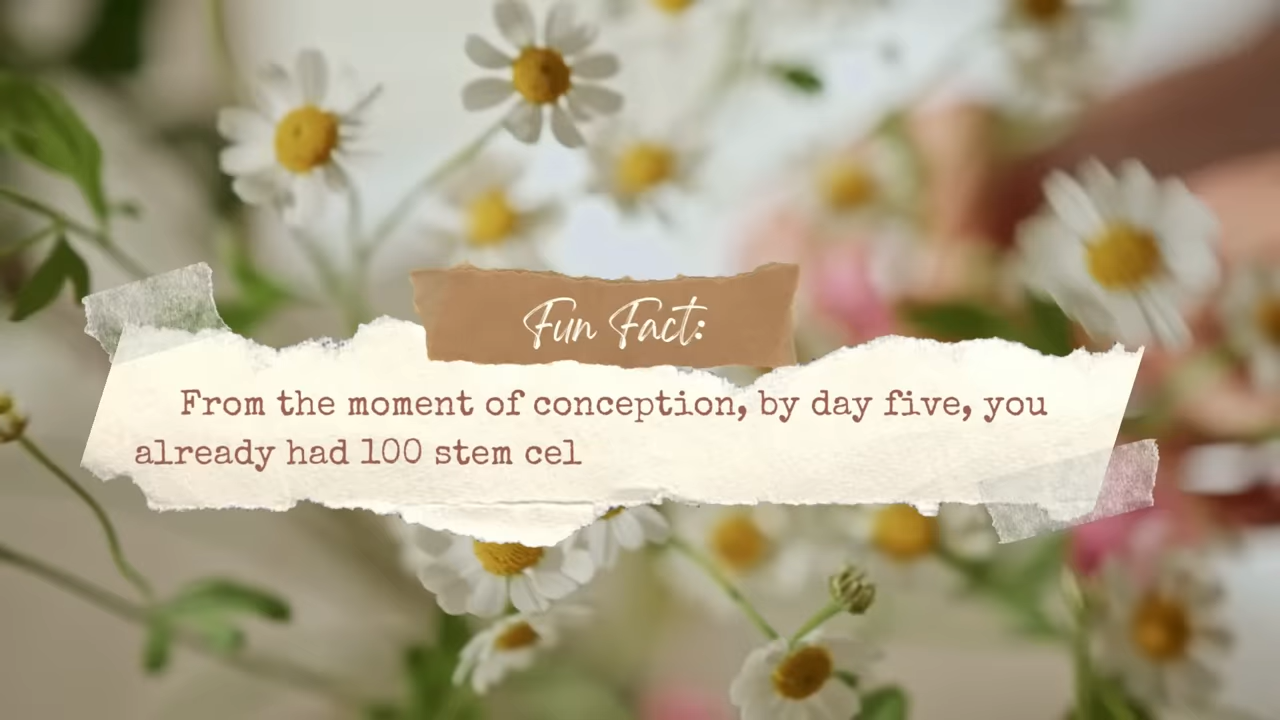 Fun Fact:
From the moment of conception, by day five, you
already had 100 stem cel